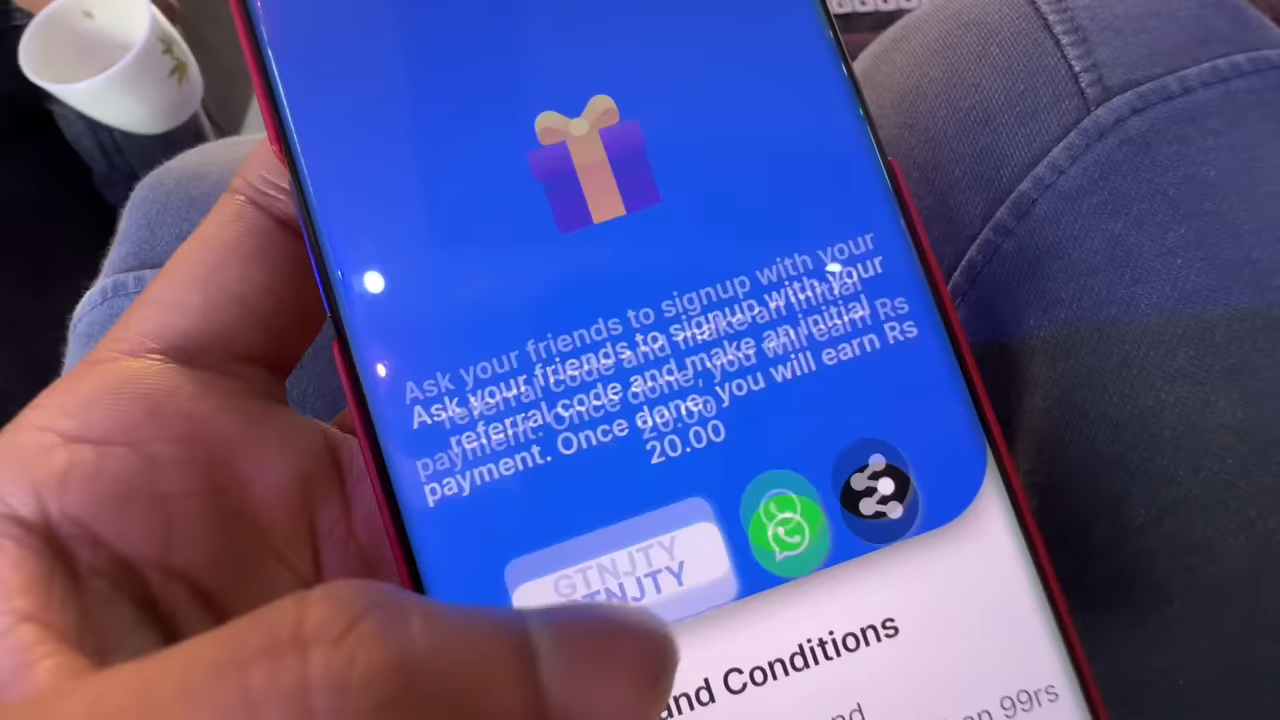 Ask your friends to signup with your
referral code and make an initial
payment. Once done, you will earn Rs
20.00
GTNJTY
and Conditions
an 99rs